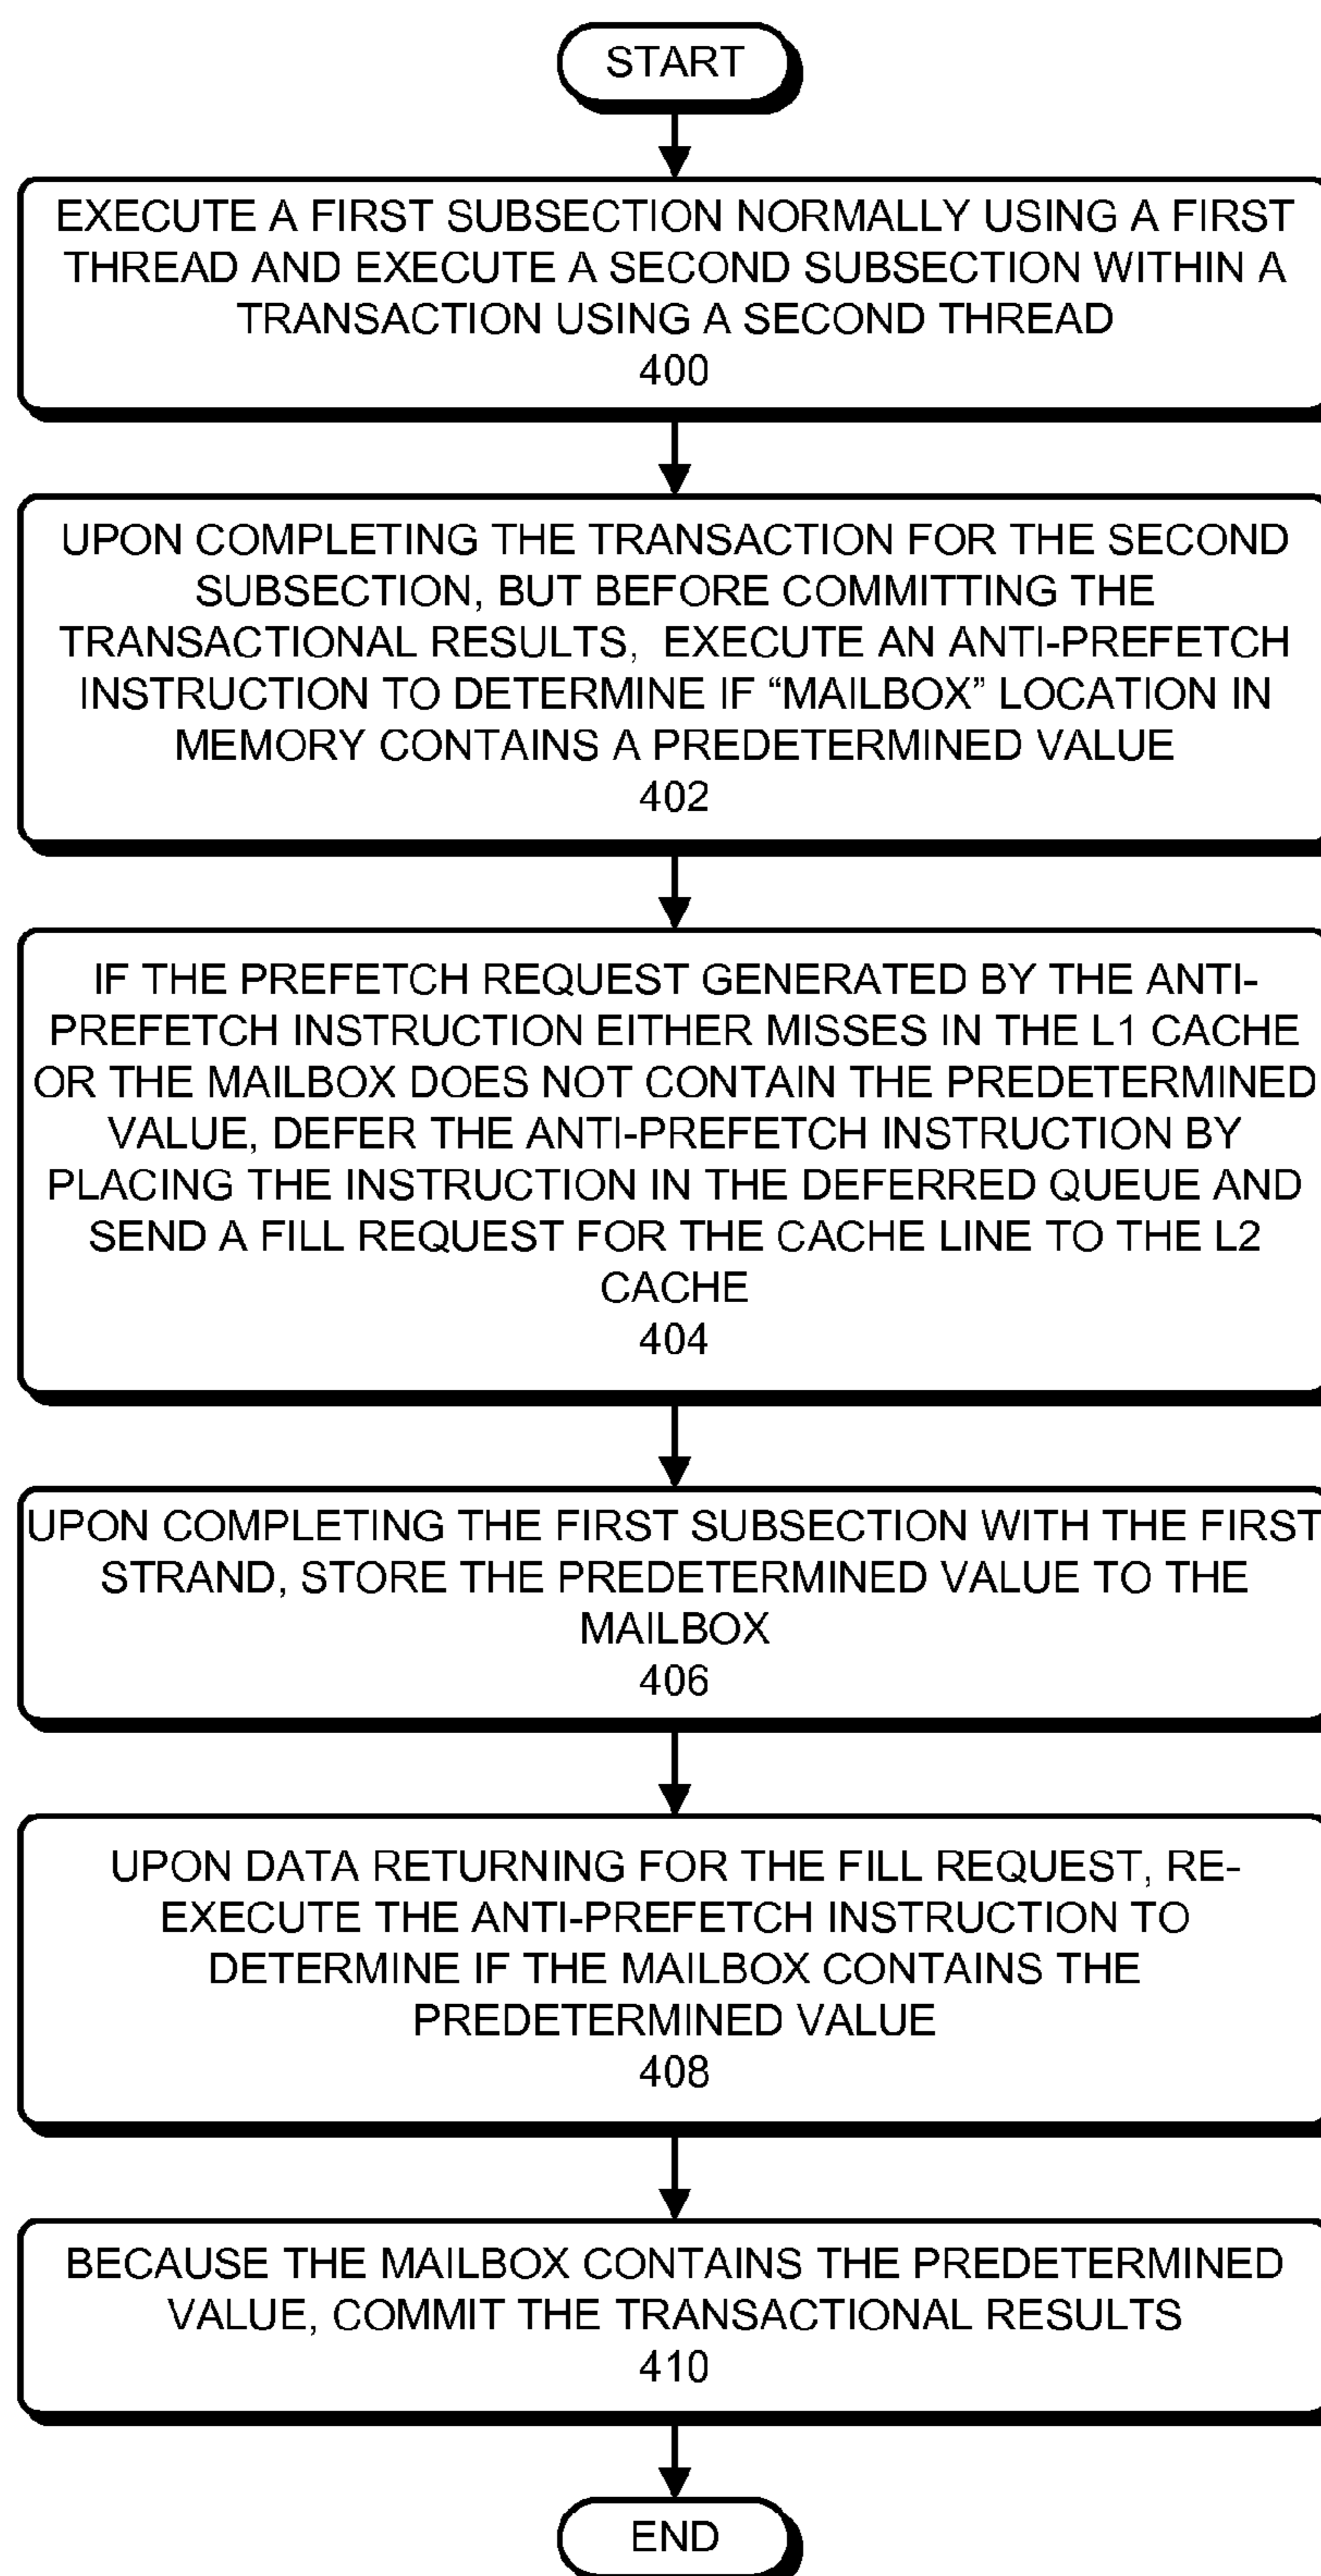 START
EXECUTE A FIRST SUBSECTION NORMALLY USING A FIRST
THREAD AND EXECUTE A SECOND SUBSECTION WITHIN A
TRANSACTION USING A SECOND THREAD
400
UPON COMPLETING THE TRANSACTION FOR THE SECOND
SUBSECTION, BUT BEFORE COMMITTING THE
TRANSACTIONAL RESULTS, EXECUTE AN ANTI-PREFETCH
INSTRUCTION TO DETERMINE IF “MAILBOX” LOCATION IN
MEMORY CONTAINS A PREDETERMINED VALUE
402
IF THE PREFETCH REQUEST GENERATED BY THE ANTI-
PREFETCH INSTRUCTION EITHER MISSES IN THE L1 CACHE
OR THE MAILBOX DOES NOT CONTAIN THE PREDETERMINED
VALUE, DEFER THE ANTI-PREFETCH INSTRUCTION BY
PLACING THE INSTRUCTION IN THE DEFERRED QUEUE AND
SEND A FILL REQUEST FOR THE CACHE LINE TO THE L2
CACHE
404
UPON COMPLETING THE FIRST SUBSECTION WITH THE FIRST
STRAND, STORE THE PREDETERMINED VALUE TO THE
MAILBOX
406
UPON DATA RETURNING FOR THE FILL REQUEST, RE-
EXECUTE THE ANTI-PREFETCH INSTRUCTION TO
DETERMINE IF THE MAILBOX CONTAINS THE
PREDETERMINED VALUE
408
BECAUSE THE MAILBOX CONTAINS THE PREDETERMINED
VALUE, COMMIT THE TRANSACTIONAL RESULTS
410
END